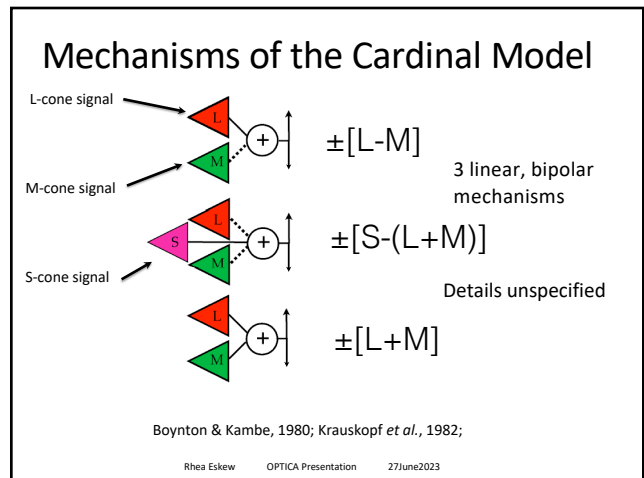 Mechanisms of the Cardinal Model
L-cone signal
L
+
M
±[L-M]
M-cone signal
3 linear, bipolar
mechanisms
L
S
+
M
±[S-(L+M)]
S-cone signal
Details unspecified
L
+
M
±[L+M]
Boynton & Kambe, 1980; Krauskopf et al., 1982;
Rhea Eskew OPTICA Presentation 27June2023